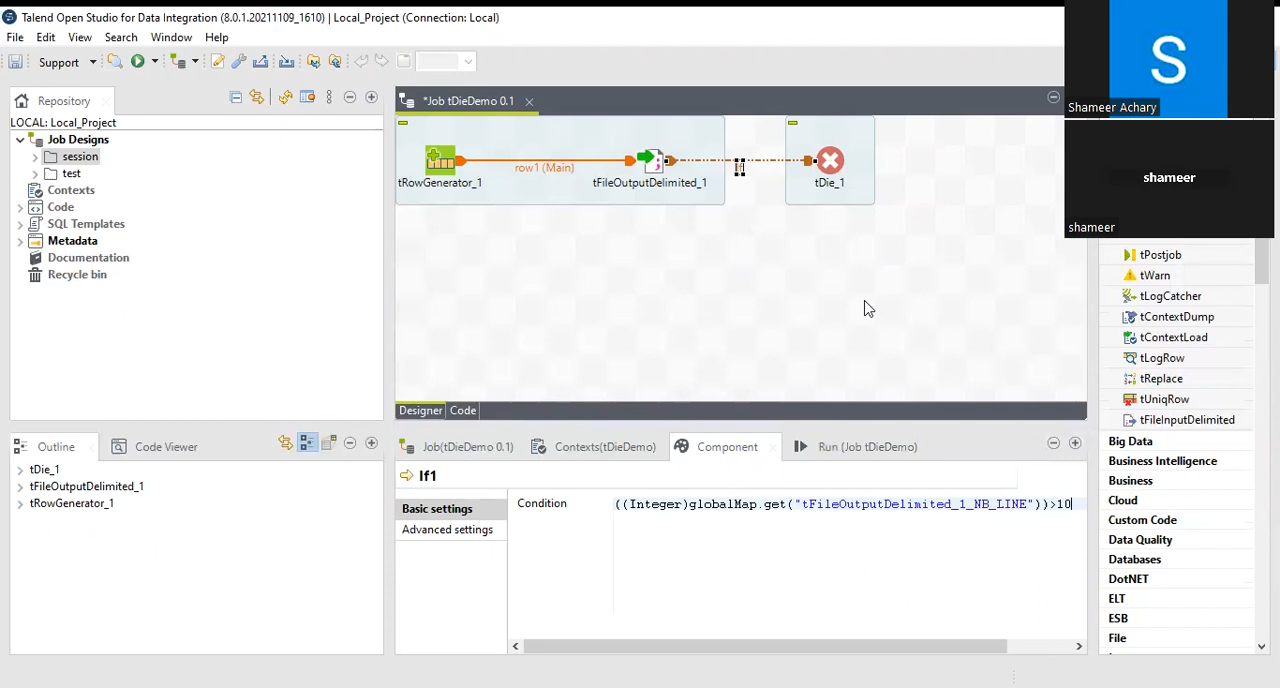 Talend Open Studio for Data Integration (8.0.1.20211109_1610) | Local_Project (Connection: Local)
File Edit View Search Window Help
Support
Repository
LOCAL: Local_Project
Job Designs
session
test
Contexts
Code
SQL Templates
Metadata
Documentation
Recycle bin
*Job tDieDemo 0.1
row1 (Main)
If
tRowGenerator_1
tFileOutputDelimited_1
tDie_1
Designer Code
S
Shameer Achary
shameer
shameer
tPostjob
tWarn
tLogCatcher
tContextDump
tContextLoad
tLogRow
tReplace
tUniqRow
tFileInputDelimited
Big Data
Business Intelligence
Business
Cloud
Custom Code
Data Quality
Databases
DotNET
ELT
ESB
File
Outline
Code Viewer
tDie_1
tFileOutputDelimited_1
tRowGenerator_1
Job(tDieDemo 0.1) Contexts(tDieDemo) Component Run (Job tDieDemo)
If1
Basic settings
Advanced settings
Condition
((Integer)globalMap.get("tFileOutputDelimited_1_NB_LINE"))>10